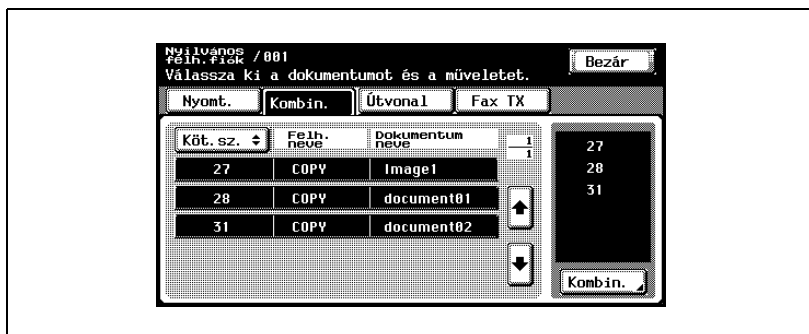 Nyilvános
felh.fiók /001
Bezár
Válassza ki a dokumentumot és a müveletet.
Nyomt. Kombin. Útvonal Fax TX
Köt.sz. Felh. neve Dokumentum neve 1/1
27 COPY Image1
28 COPY document01
31 COPY document02
27
28
31
Kombin.